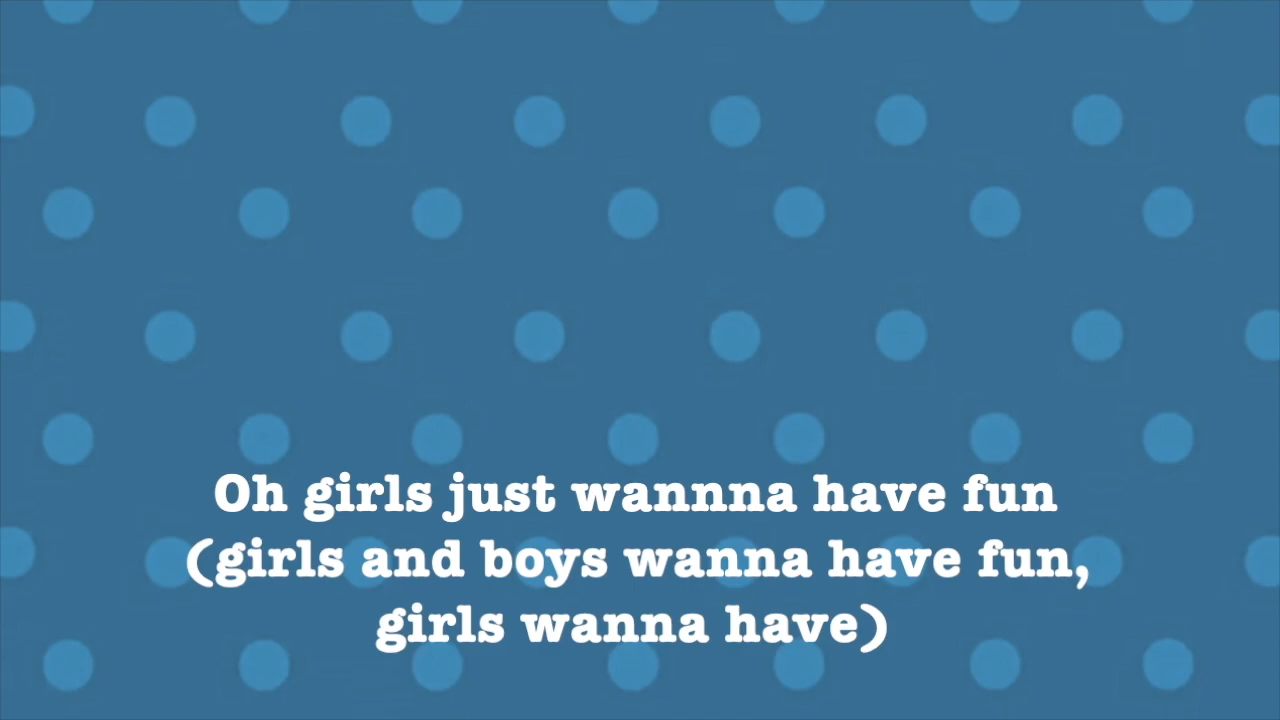 Oh girls just wannna have fun
(girls and boys wanna have fun,
girls wanna have)